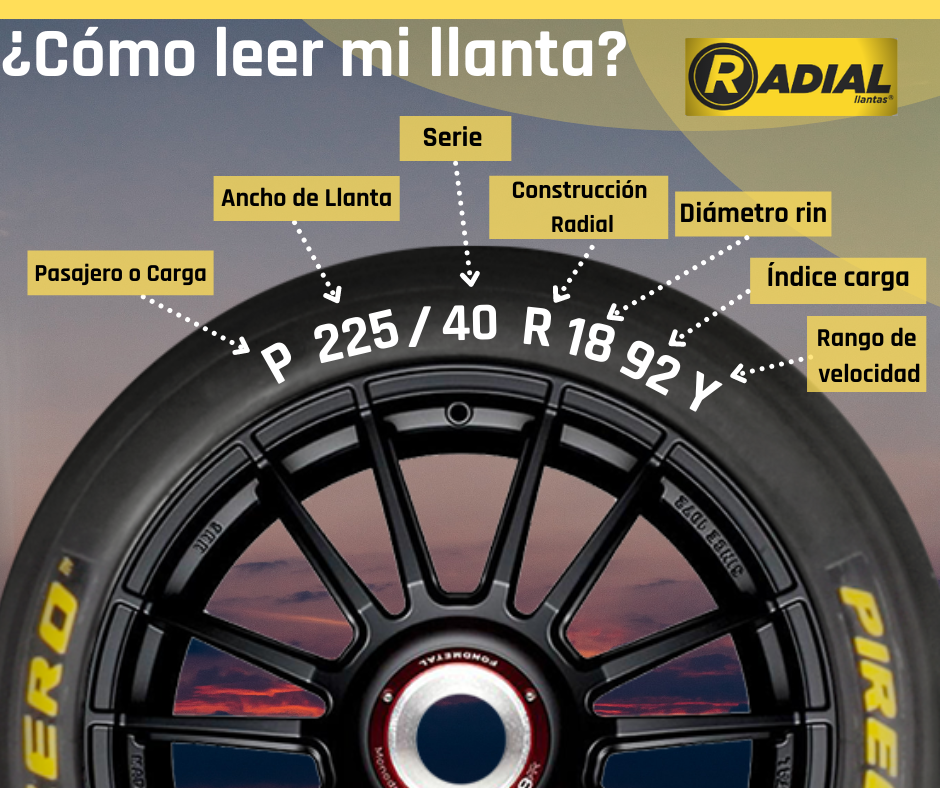 ¿Cómo leer mi llanta?
RADIAL
llantas®
Serie
Ancho de Llanta
Construcción
Radial
Diámetro rin
Pasajero o Carga
Índice carga
Rango de
velocidad
P 225 / 40 R 18 92 Y
ERO
PIREL
FONDMETAL